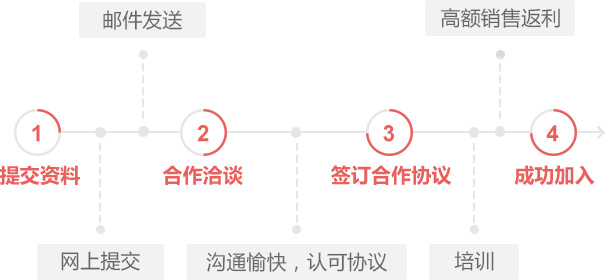 邮件发送
高额销售返利
1
2
3
4
提交资料
合作洽谈
签订合作协议
成功加入
网上提交
沟通愉快，认可协议
培训